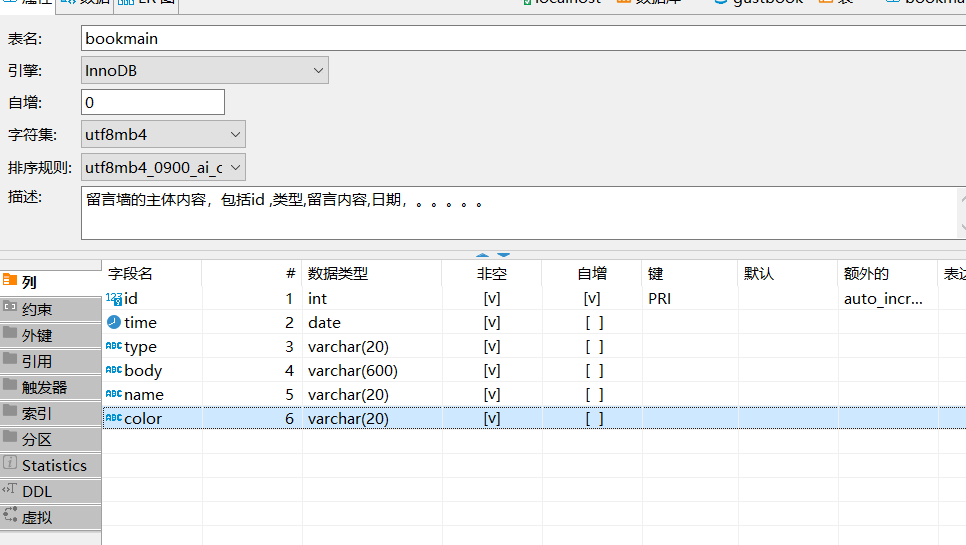 属性 数据 ER 图 localhost 数据库 gustbook 表
表名: bookmain
引擎: InnoDB
自增: 0
字符集: utf8mb4
排序规则: utf8mb4_0900_ai_c
描述: 留言墙的主体内容，包括id ,类型,留言内容,日期，。。。。。
字段名 # 数据类型 非空 自增 键 默认 额外的
列
123 id 1 int [v] [v] PRI auto_incr...
约束
time 2 date [v] [ ]
外键
ABC type 3 varchar(20) [v] [ ]
引用
ABC body 4 varchar(600) [v] [ ]
触发器
ABC name 5 varchar(20) [v] [ ]
索引
ABC color 6 varchar(20) [v] [ ]
分区
Statistics
DDL
虚拟